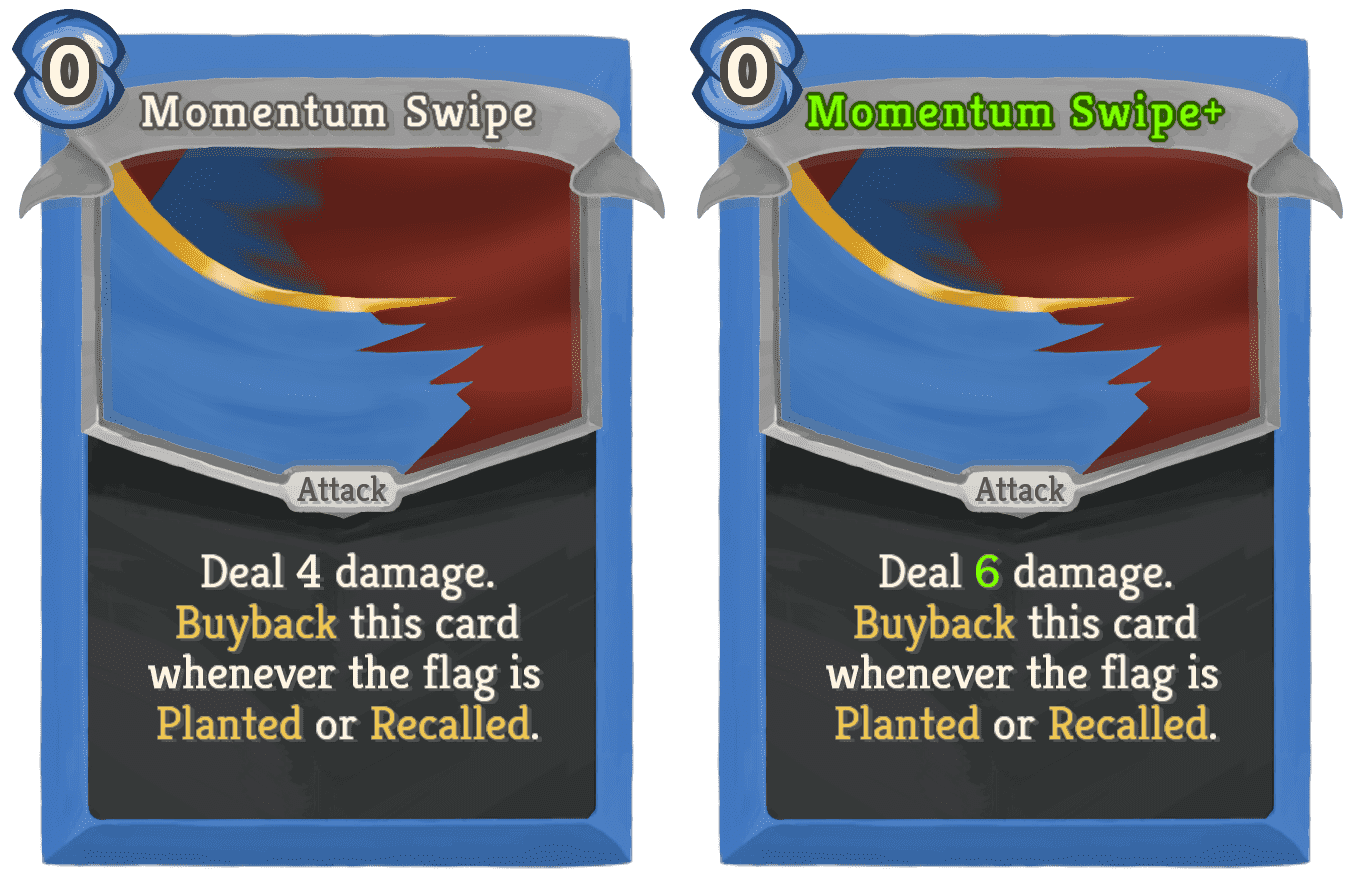 0
Momentum Swipe
Attack
Deal 4 damage.
Buyback this card
whenever the flag is
Planted or Recalled.
0
Momentum Swipe+
Attack
Deal 6 damage.
Buyback this card
whenever the flag is
Planted or Recalled.